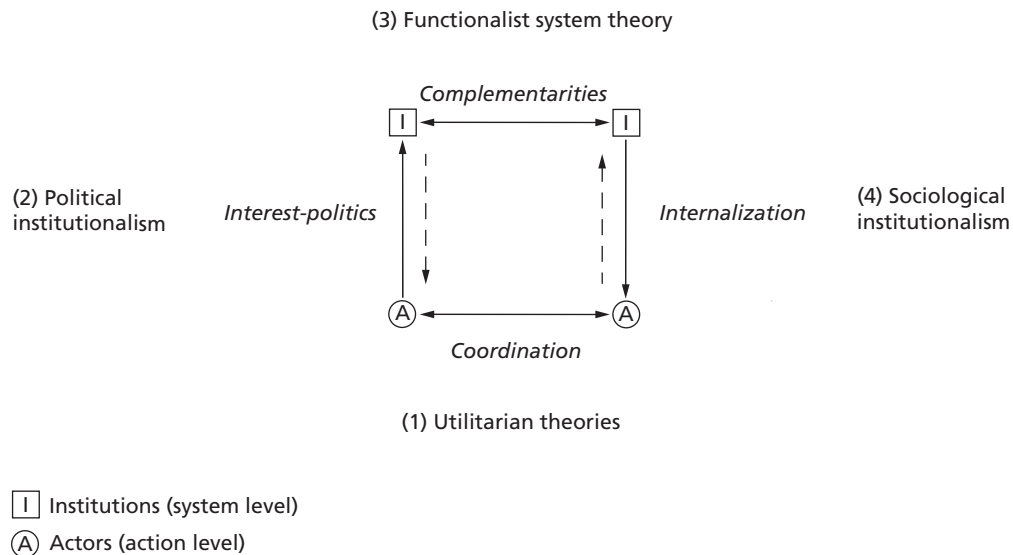 (3) Functionalist system theory
Complementarities
I
I
(2) Political
institutionalism
Interest-politics
Internalization
(4) Sociological
institutionalism
A
A
Coordination
(1) Utilitarian theories
I Institutions (system level)
A Actors (action level)